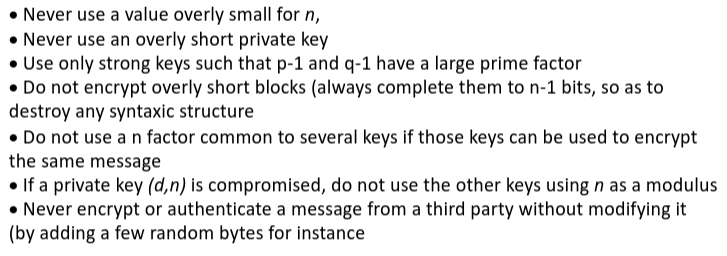 • Never use a value overly small for n,
• Never use an overly short private key
• Use only strong keys such that p-1 and q-1 have a large prime factor
• Do not encrypt overly short blocks (always complete them to n-1 bits, so as to
destroy any syntaxic structure
• Do not use a n factor common to several keys if those keys can be used to encrypt
the same message
• If a private key (d,n) is compromised, do not use the other keys using n as a modulus
• Never encrypt or authenticate a message from a third party without modifying it
(by adding a few random bytes for instance